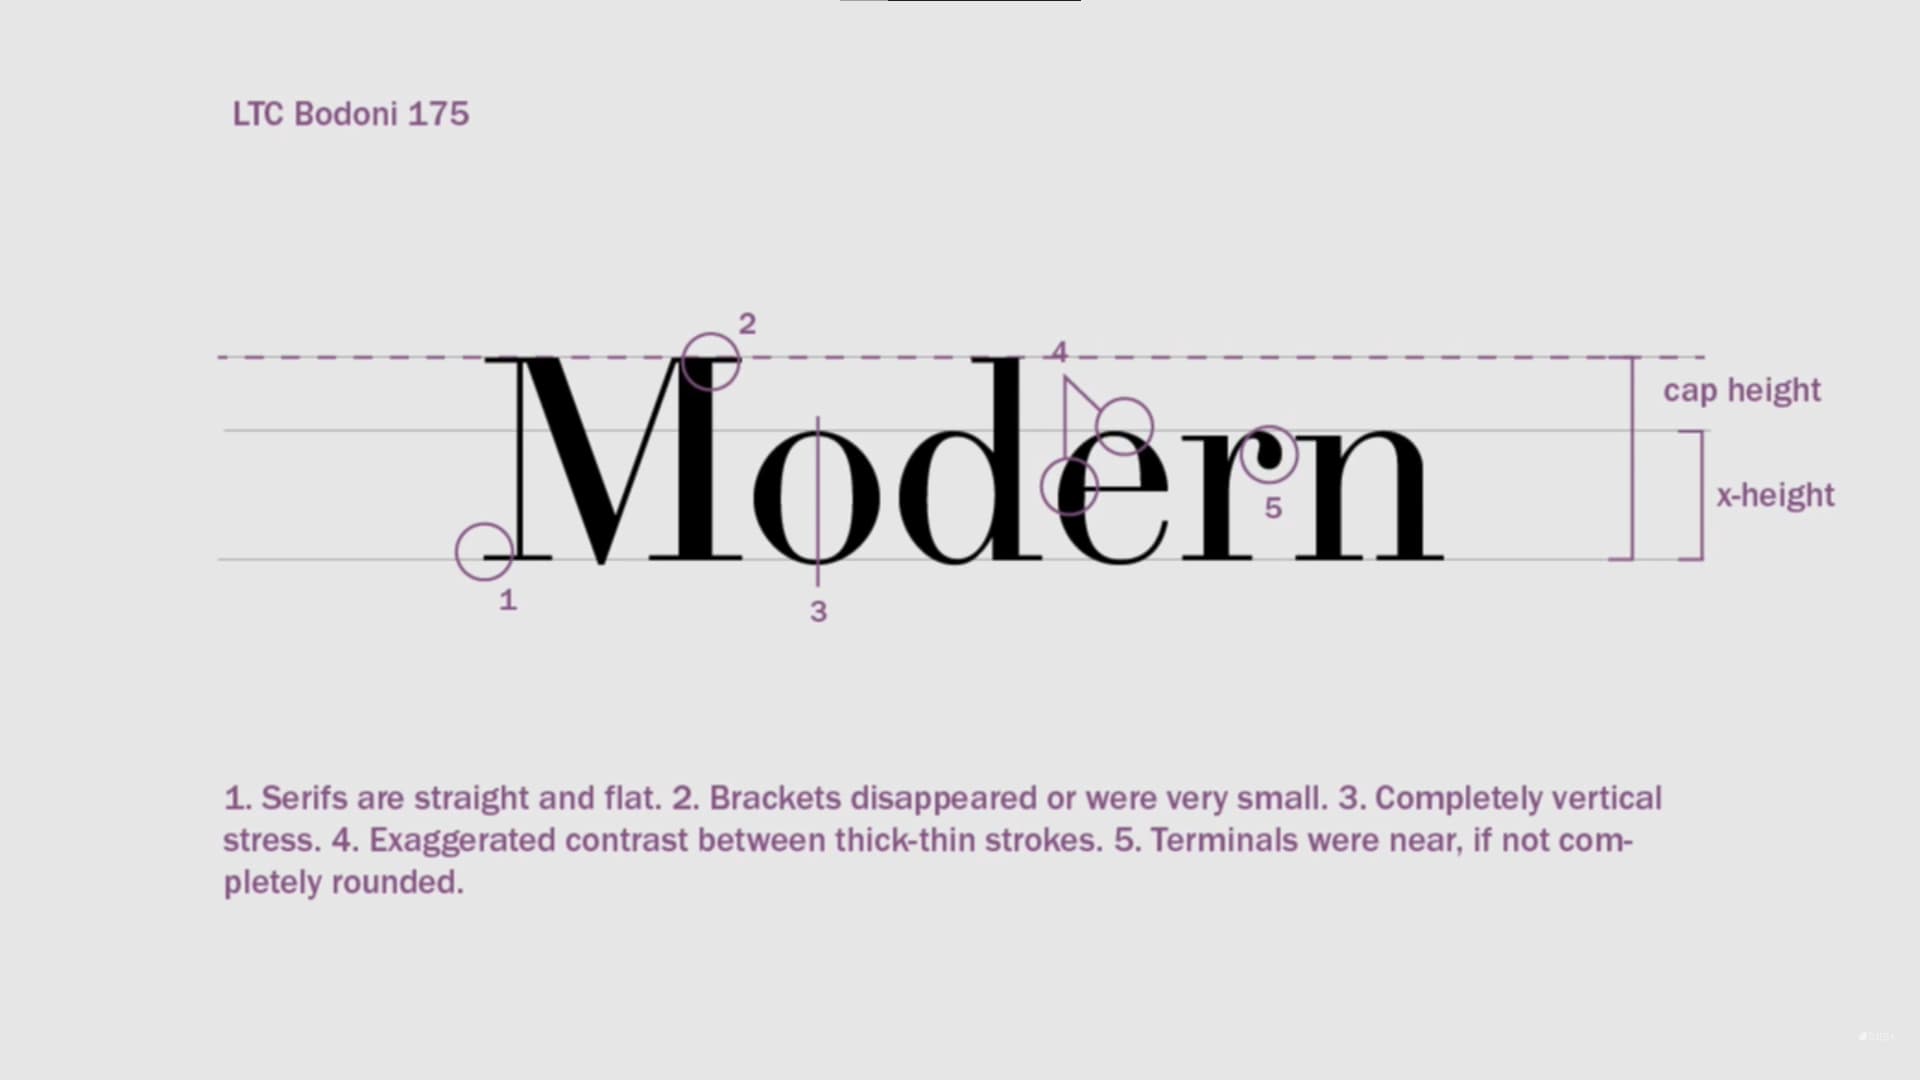 LTC Bodoni 175
2
4
Modern
cap height
x-height
5
1
3
1. Serifs are straight and flat. 2. Brackets disappeared or were very small. 3. Completely vertical
stress. 4. Exaggerated contrast between thick-thin strokes. 5. Terminals were near, if not com-
pletely rounded.